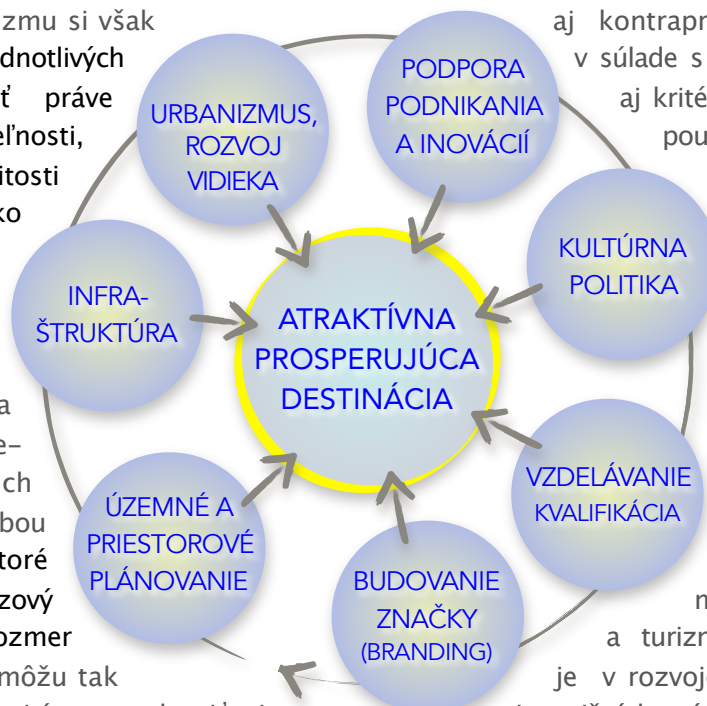 izmu si však
dnotlivých
ť práve
eľnosti,
itosti
ko
a
e-
ch
bou
toré
zový
ozmer
môžu tak
aj kontrapr
v súlade s
aj krité
pou
URBANIZMUS,
ROZVOJ
VIDIEKA
PODPORA
PODNIKANIA
A INOVÁCIÍ
KULTÚRNA
POLITIKA
INFRA-
ŠTRUKTÚRA
ATRAKTÍVNA
PROSPERUJÚCA
DESTINÁCIA
VZDELÁVANIE
KVALIFIKÁCIA
ÚZEMNÉ A
PRIESTOROVÉ
PLÁNOVANIE
BUDOVANIE
ZNAČKY
(BRANDING)
a turizn
je v rozvoje